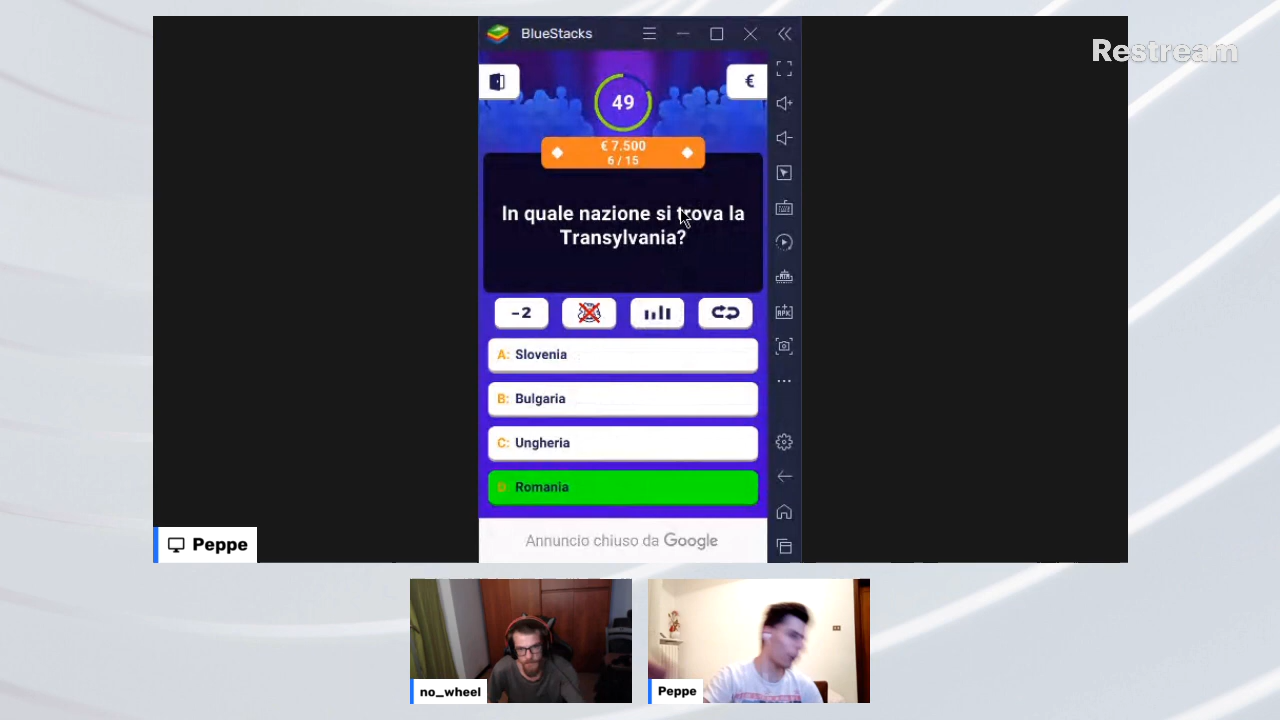 BlueStacks
Restream
49
€
€ 7.500
6 / 15
In quale nazione si trova la
Transylvania?
-2
A: Slovenia
B: Bulgaria
C: Ungheria
D Romania
Annuncio chiuso da Google
Peppe
no_wheel
Peppe